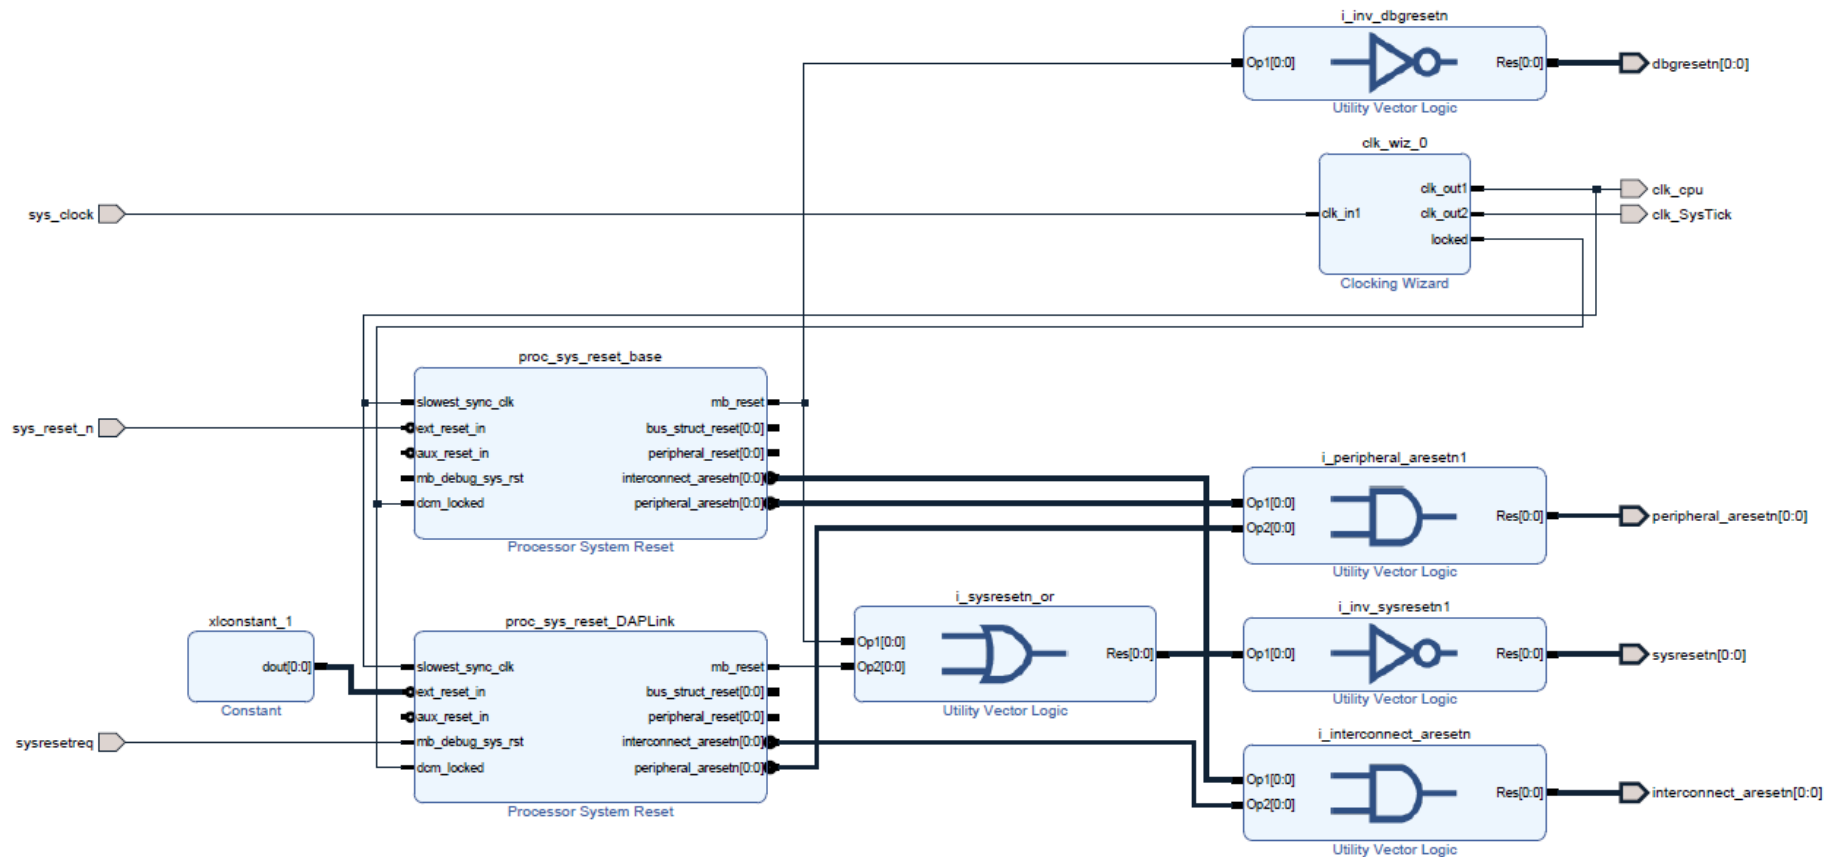 i_inv_dbgresetn
Op1[0:0] Res[0:0]
dbgresetn[0:0]
Utility Vector Logic
clk_wiz_0
sys_clock
clk_in1
clk_out1
clk_out2
locked
clk_cpu
clk_SysTick
Clocking Wizard
proc_sys_reset_base
sys_reset_n
slowest_sync_clk mb_reset
ext_reset_in bus_struct_reset[0:0]
aux_reset_in peripheral_reset[0:0]
mb_debug_sys_rst interconnect_aresetn[0:0]
dcm_locked peripheral_aresetn[0:0]
Processor System Reset
i_peripheral_aresetn1
Op1[0:0]
Op2[0:0]
Res[0:0]
peripheral_aresetn[0:0]
Utility Vector Logic
xlconstant_1
dout[0:0]
Constant
sysresetreq
proc_sys_reset_DAPLink
slowest_sync_clk mb_reset
ext_reset_in bus_struct_reset[0:0]
aux_reset_in peripheral_reset[0:0]
mb_debug_sys_rst interconnect_aresetn[0:0]
dcm_locked peripheral_aresetn[0:0]
Processor System Reset
i_sysresetn_or
Op1[0:0]
Op2[0:0]
Res[0:0]
Utility Vector Logic
i_inv_sysresetn1
Op1[0:0] Res[0:0]
sysresetn[0:0]
Utility Vector Logic
i_interconnect_aresetn
Op1[0:0]
Op2[0:0]
Res[0:0]
interconnect_aresetn[0:0]
Utility Vector Logic